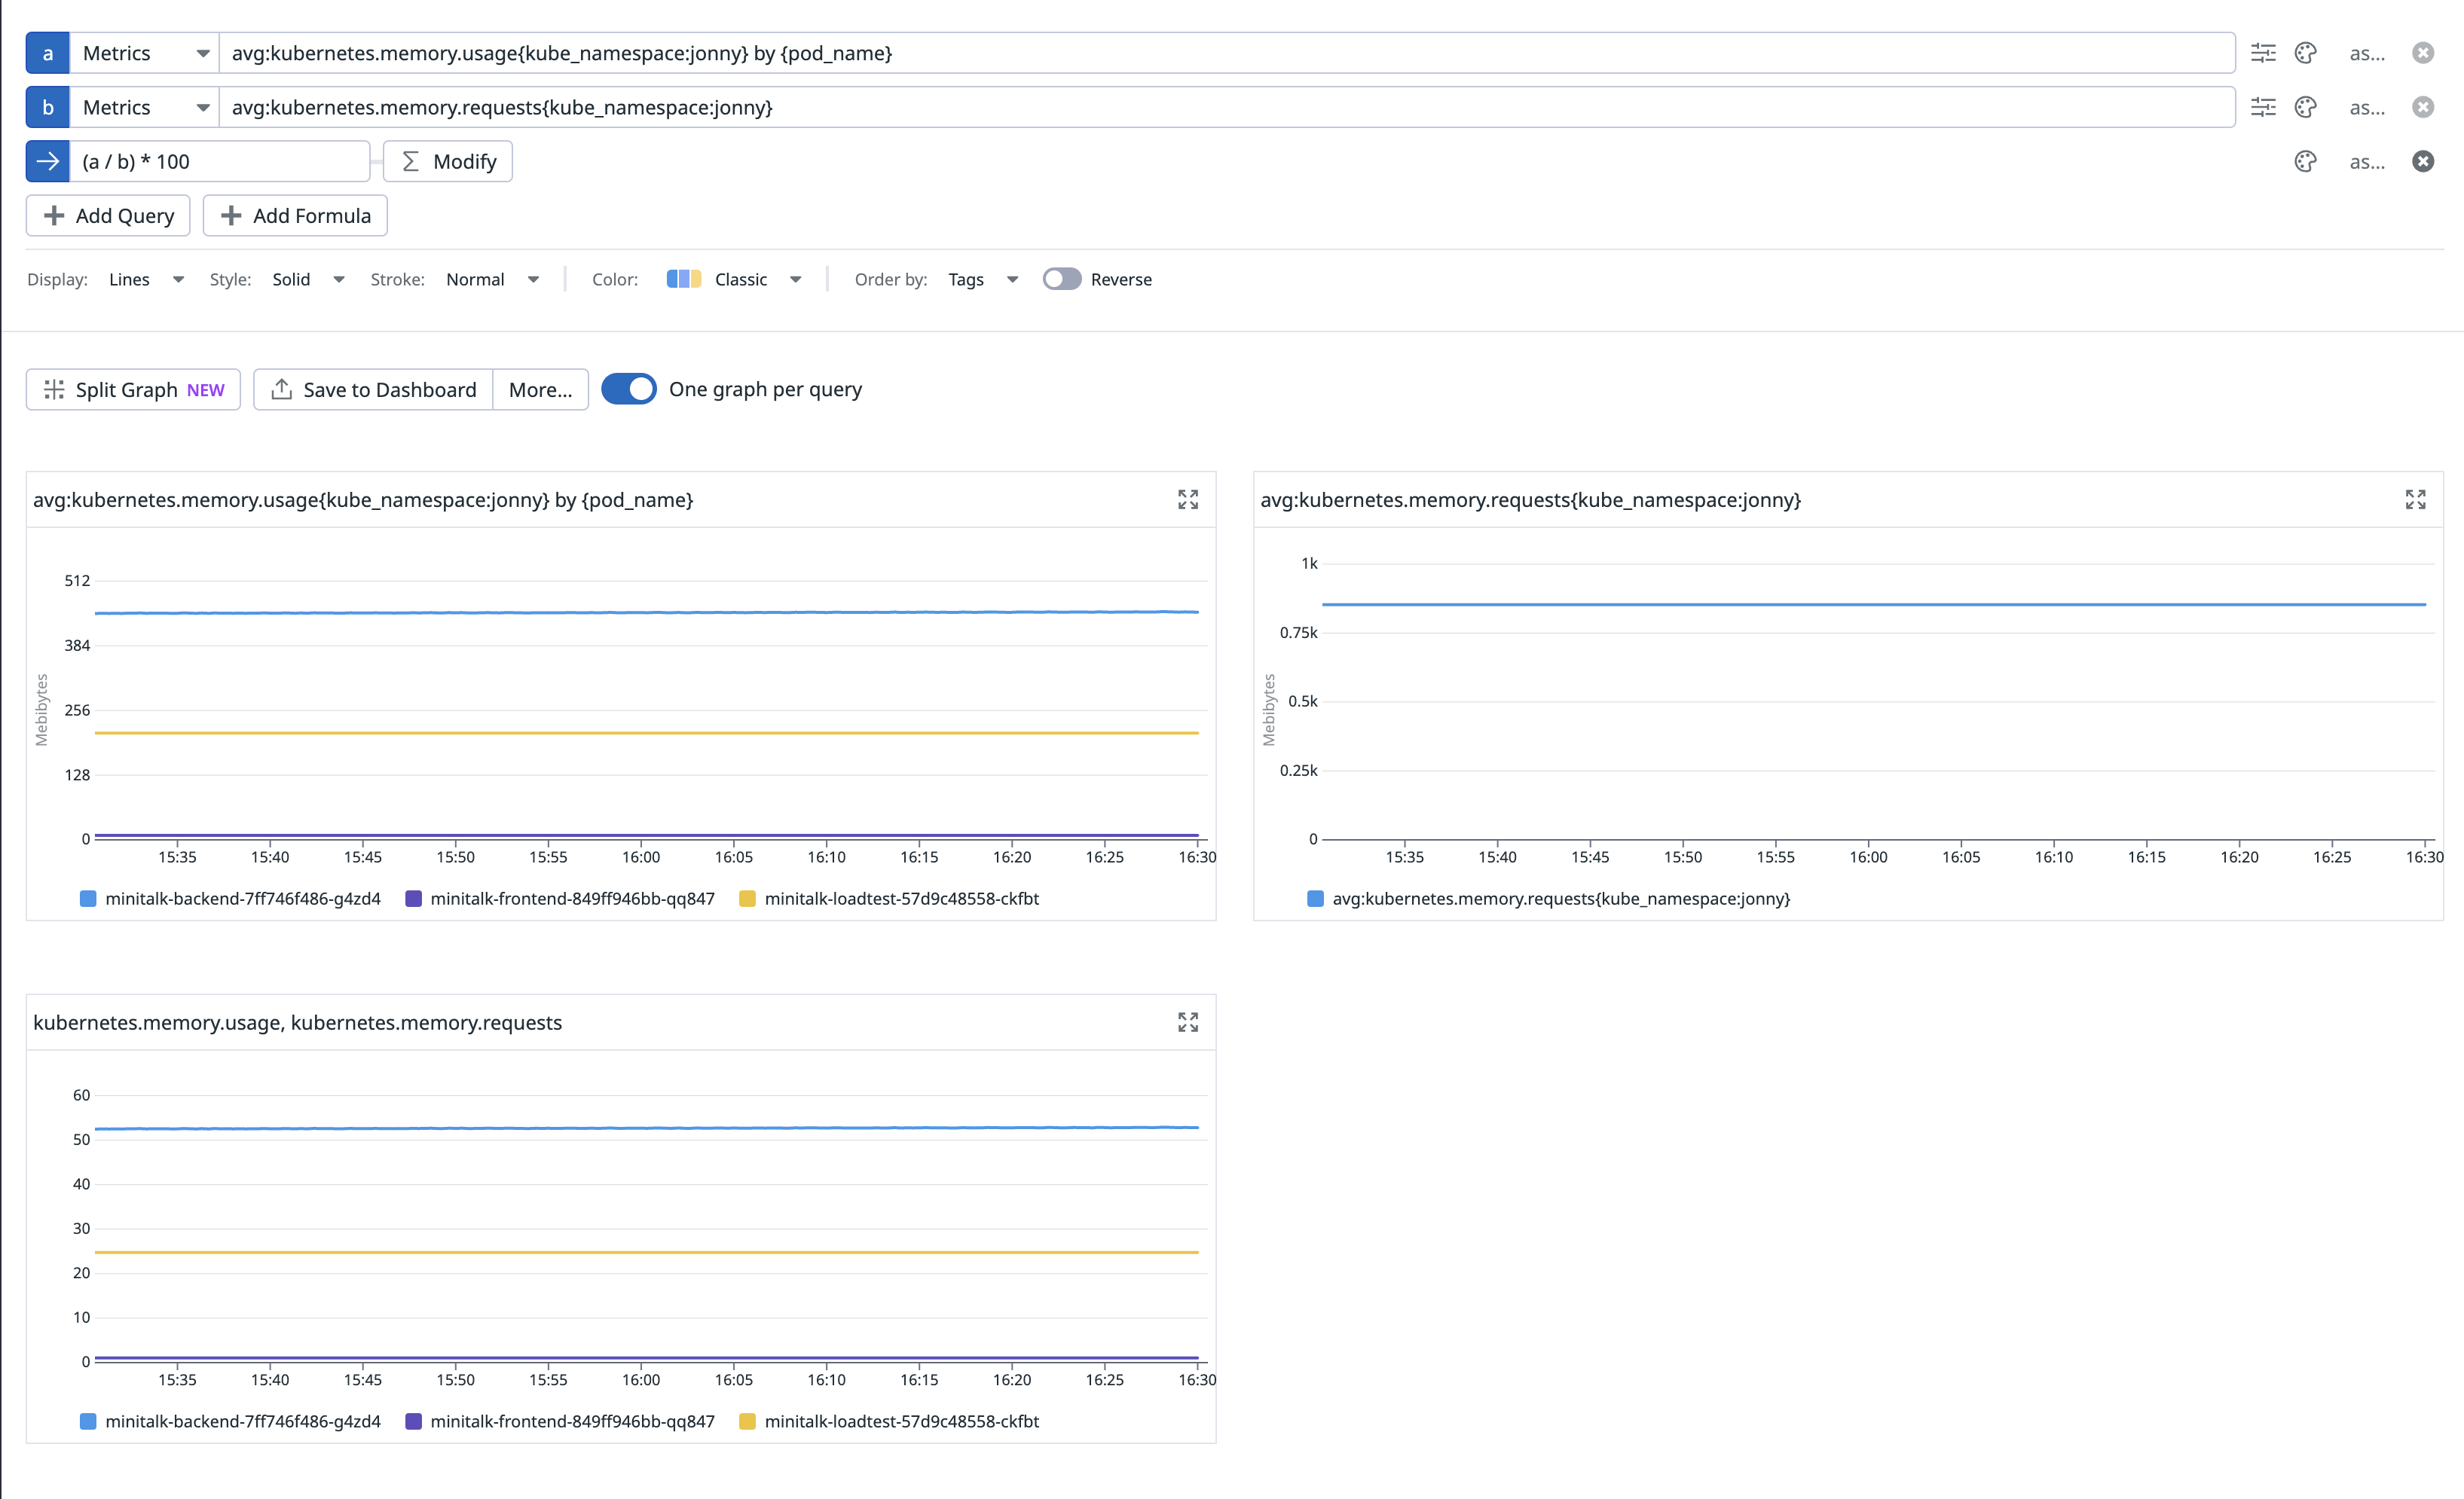 a Metrics avg:kubernetes.memory.usage{kube_namespace:jonny} by {pod_name} as...
b Metrics avg:kubernetes.memory.requests{kube_namespace:jonny} as...
(a / b) * 100 Modify as...
Add Query Add Formula
Display: Lines Style: Solid Stroke: Normal Color: Classic Order by: Tags Reverse
Split Graph NEW Save to Dashboard More... One graph per query
avg:kubernetes.memory.usage{kube_namespace:jonny} by {pod_name}
Mebibytes
512
384
256
128
0
15:35 15:40 15:45 15:50 15:55 16:00 16:05 16:10 16:15 16:20 16:25 16:30
minitalk-backend-7ff746f486-g4zd4 minitalk-frontend-849ff946bb-qq847 minitalk-loadtest-57d9c48558-ckfbt
avg:kubernetes.memory.requests{kube_namespace:jonny}
Mebibytes
1k
0.75k
0.5k
0.25k
0
15:35 15:40 15:45 15:50 15:55 16:00 16:05 16:10 16:15 16:20 16:25 16:30
avg:kubernetes.memory.requests{kube_namespace:jonny}
kubernetes.memory.usage, kubernetes.memory.requests
60
50
40
30
20
10
0
15:35 15:40 15:45 15:50 15:55 16:00 16:05 16:10 16:15 16:20 16:25 16:30
minitalk-backend-7ff746f486-g4zd4 minitalk-frontend-849ff946bb-qq847 minitalk-loadtest-57d9c48558-ckfbt